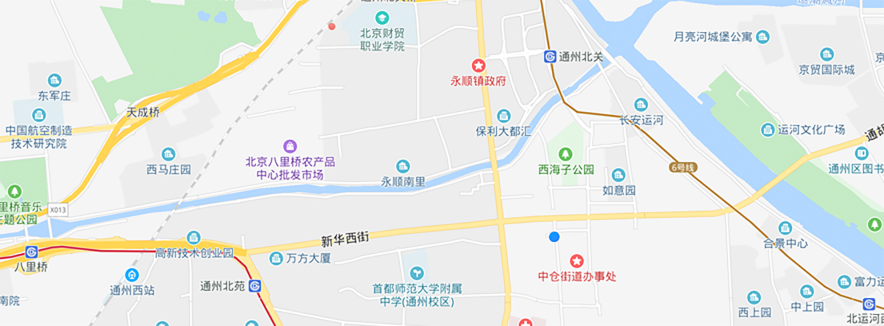 北京财贸
职业学院
月亮河城堡公寓
通州北关
京贸国际城
永顺镇政府
东军庄
天成桥
中国航空制造
技术研究院
保利大都汇
长安运河
运河文化广场
西马庄园
北京八里桥农产品
中心批发市场
永顺南里
西海子公园
6号线
通州区图书
如意园
八里桥音乐
主题公园
X013
新华西街
高新技术创业园
万方大厦
合景中心
八里桥
中仓街道办事处
通州西站
通州北苑
首都师范大学附属
中学(通州校区)
富力运
南院
西上园
中上园
北运河西